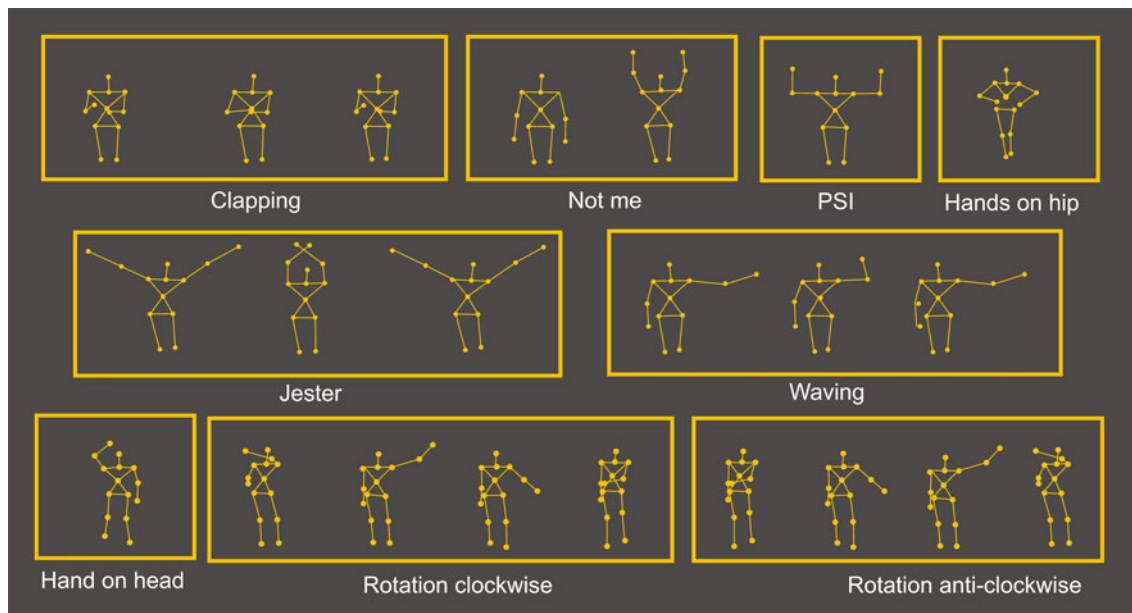 Clapping
Not me
PSI
Hands on hip
Jester
Waving
Hand on head
Rotation clockwise
Rotation anti-clockwise